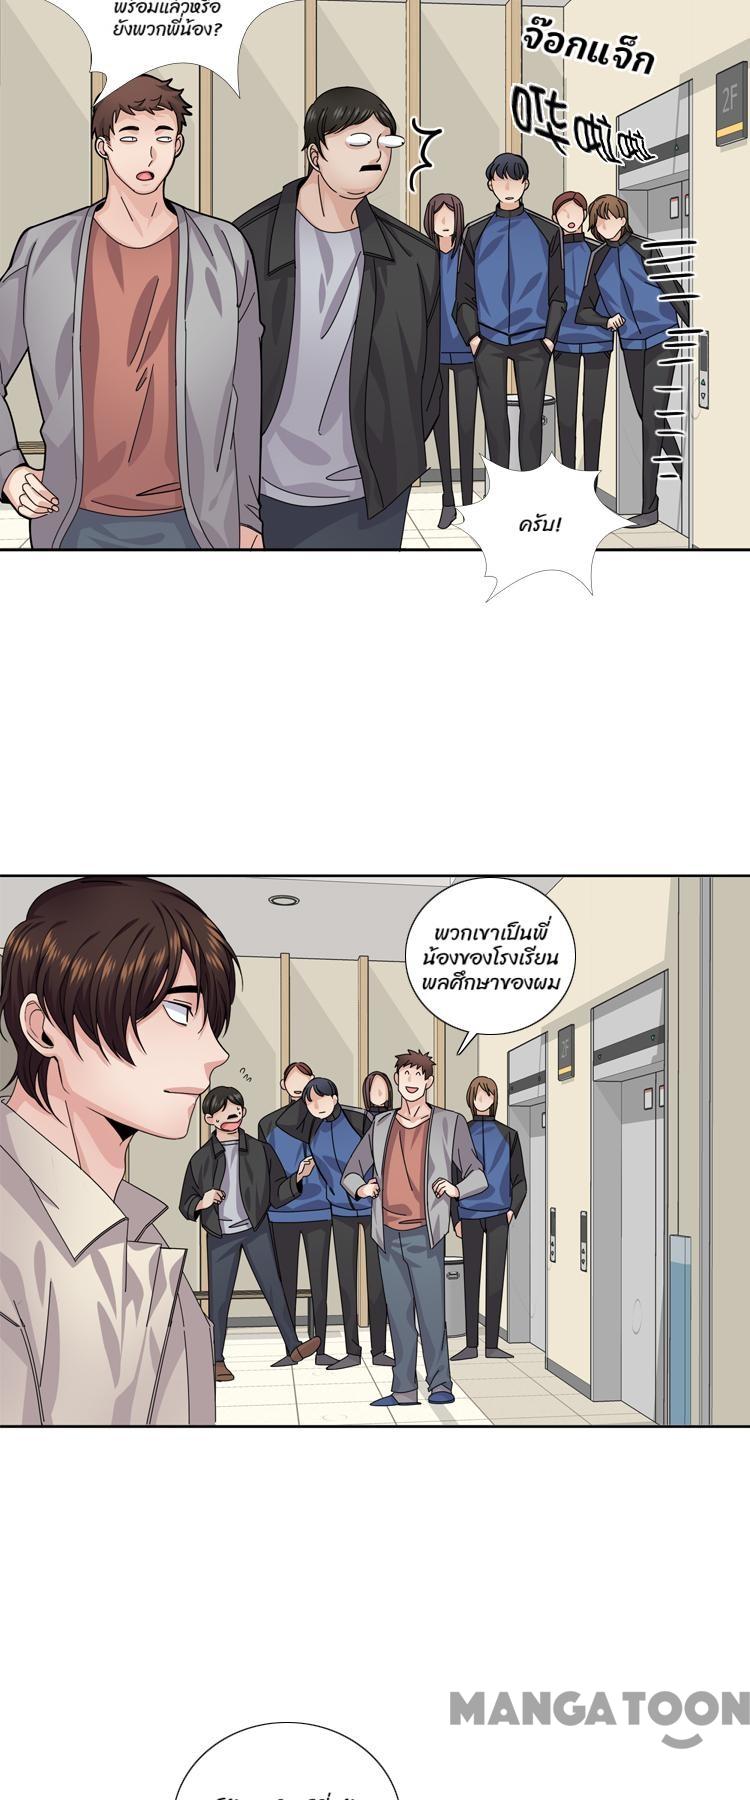 พร้อมแล้วหรือ
ยังพวกพี่น้อง?
จ๊อกแจ็ก
2F
ครับ!
พวกเขาเป็นพี่
น้องของโรงเรียน
พลศึกษาของผม
2F
MANGATOON